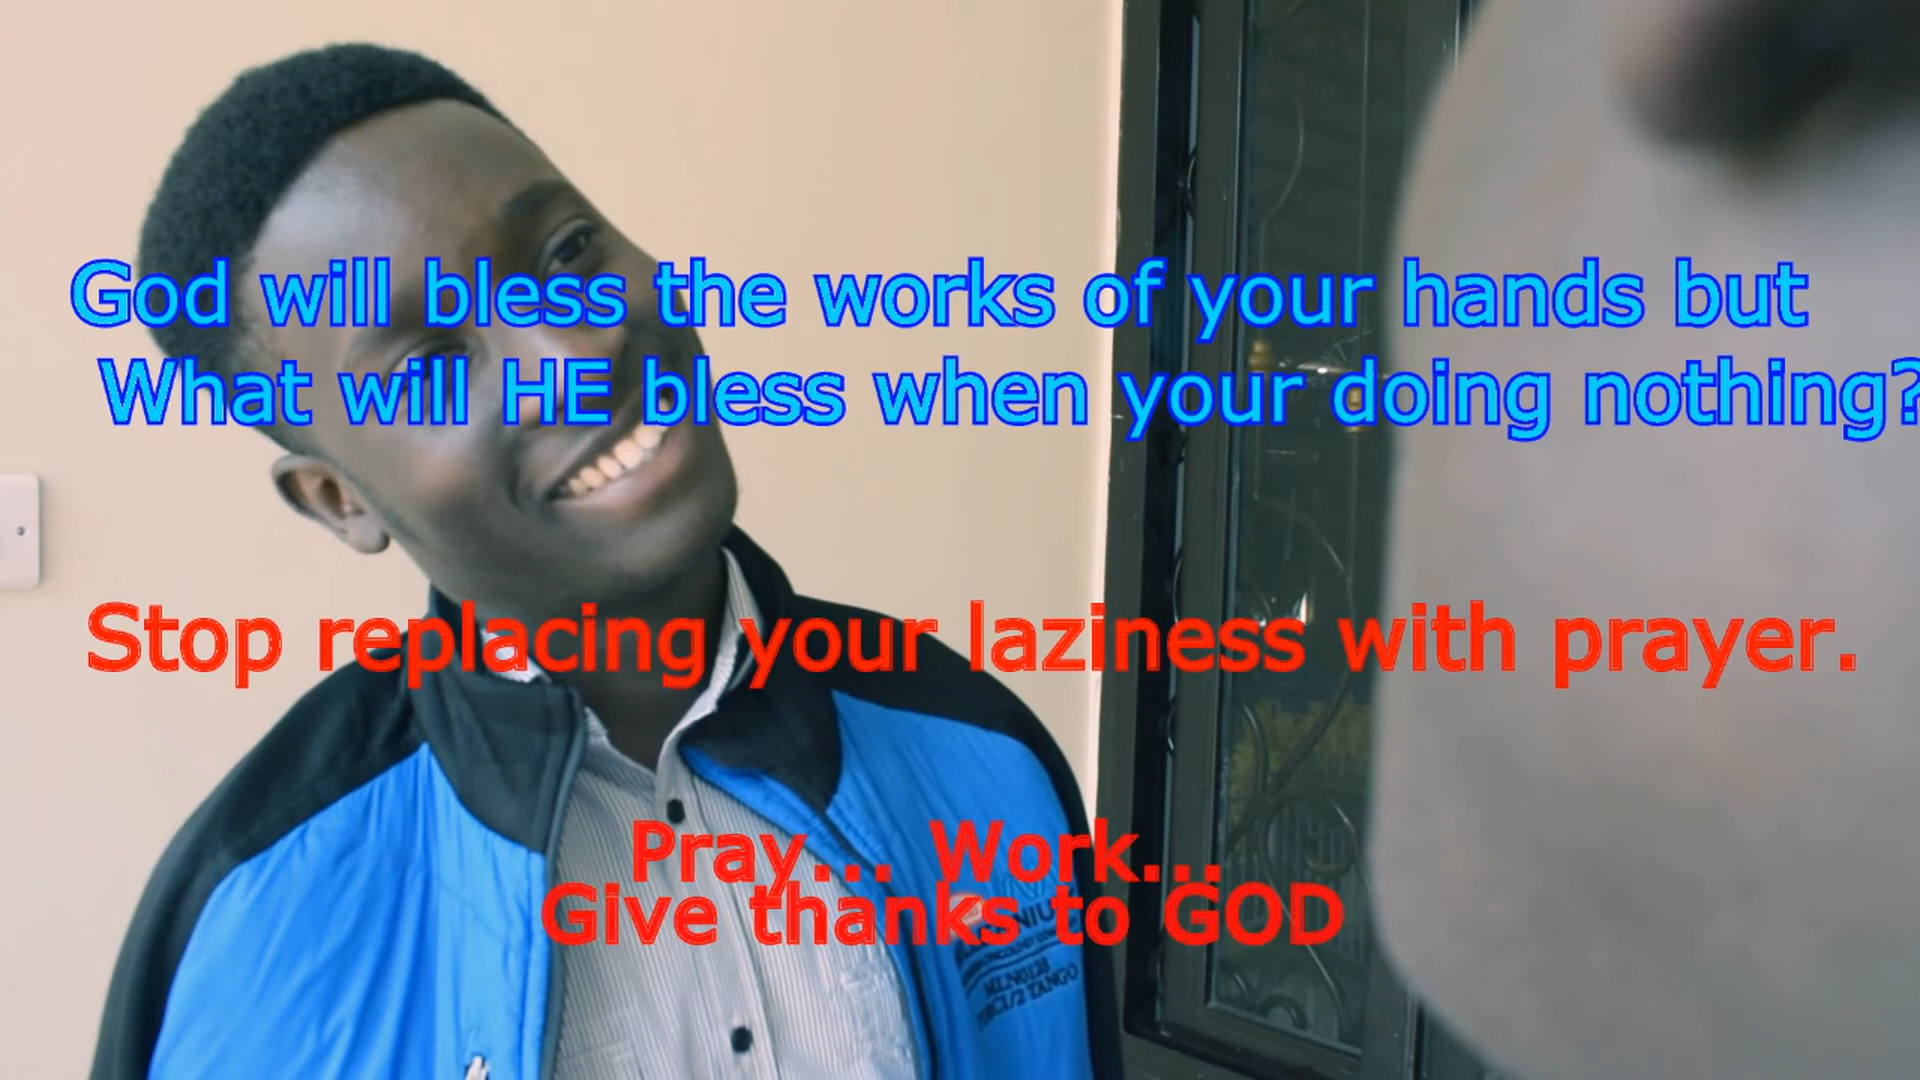 God will bless the works of your hands but
What will HE bless when your doing nothing?
Stop replacing your laziness with prayer.
Pray... Work...
Give thanks to GOD
TANGO